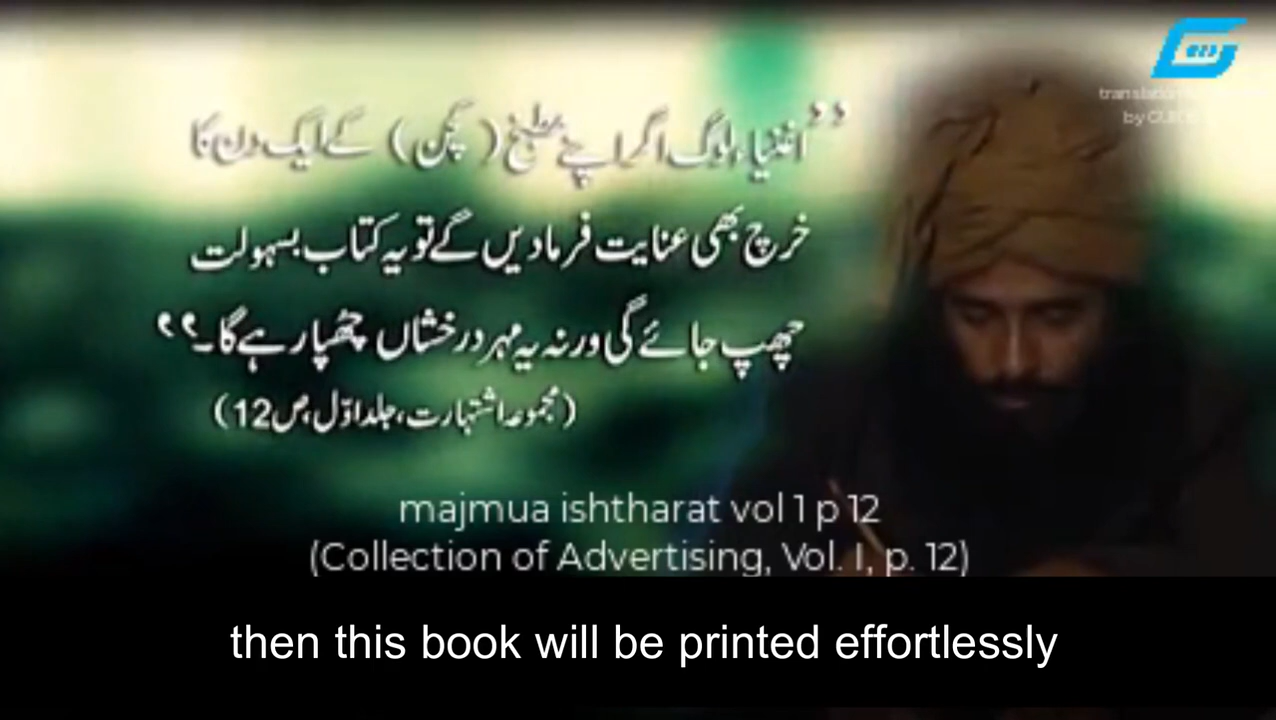 ”اغنیاء لوگ اگر اپنے مطبخ (کچن) کے ایک دن کا
خرچ بھی عنایت فرمادیں گے تو یہ کتاب بسہولت
چھپ جائے گی ورنہ یہ مہر درخشاں چھپا رہے گا۔“
(مجموعہ اشتہارت، جلد اوّل، ص 12)
majmua ishtharat vol 1 p 12
(Collection of Advertising, Vol. I, p. 12)
then this book will be printed effortlessly
by